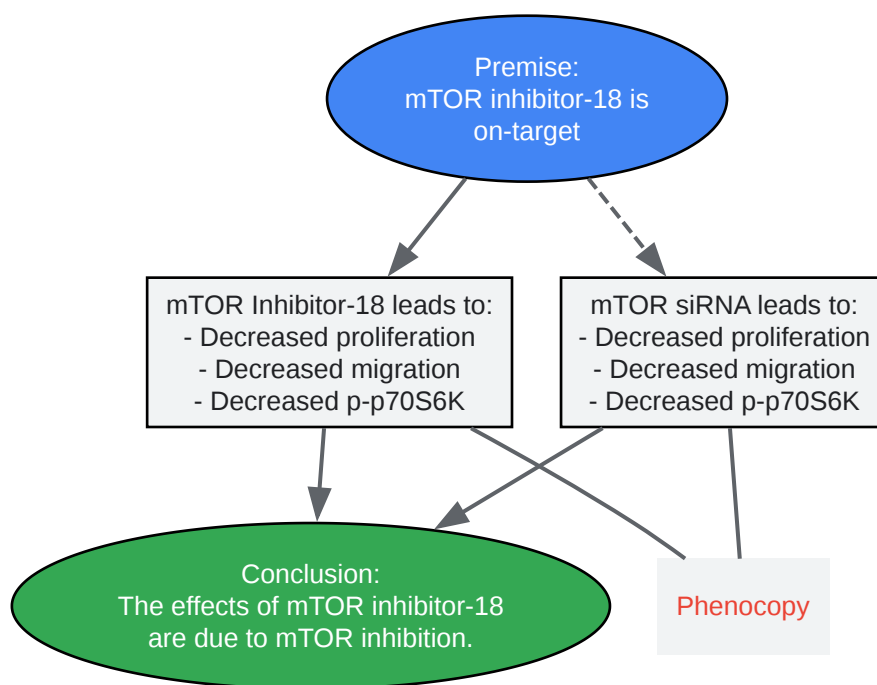 Premise:
mTOR inhibitor-18 is
on-target
mTOR Inhibitor-18 leads to:
- Decreased proliferation
- Decreased migration
- Decreased p-p70S6K
mTOR siRNA leads to:
- Decreased proliferation
- Decreased migration
- Decreased p-p70S6K
Conclusion:
The effects of mTOR inhibitor-18
are due to mTOR inhibition.
Phenocopy